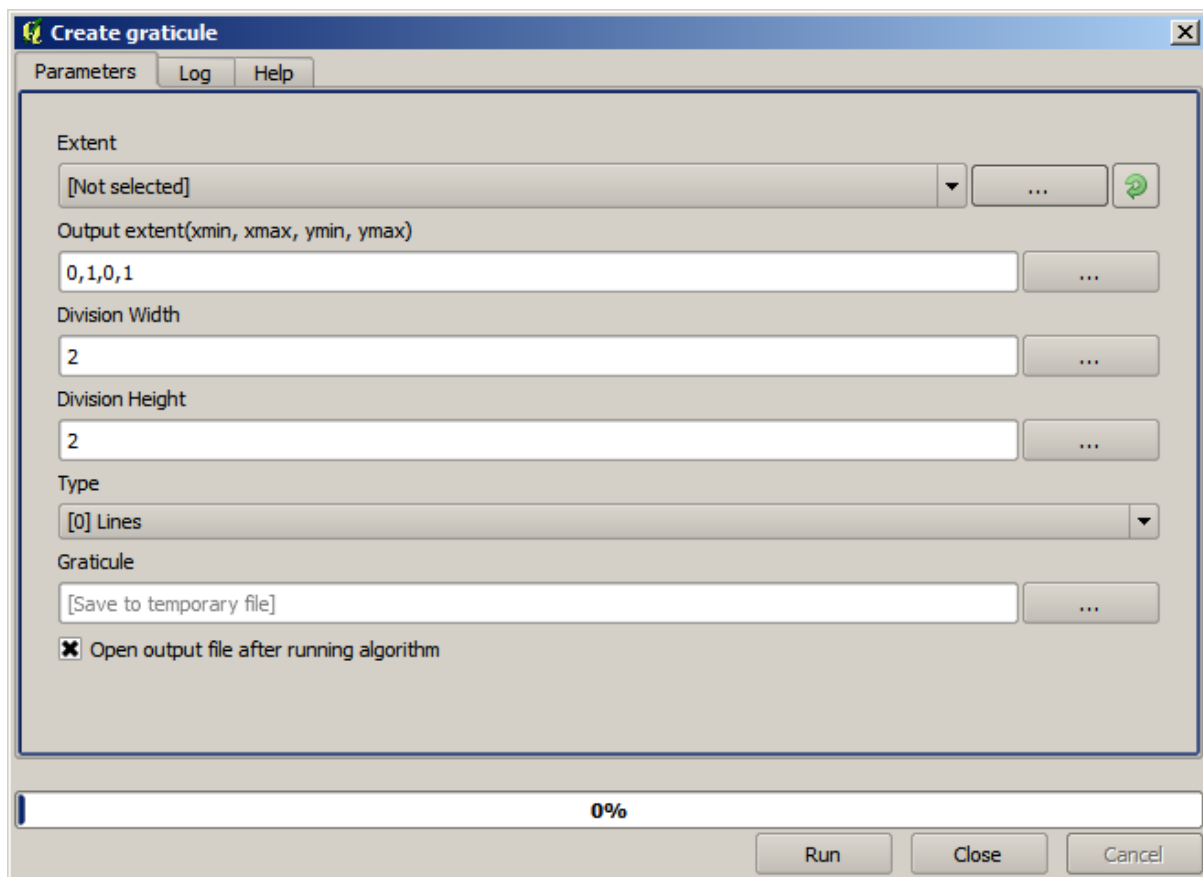 Create graticule
Parameters Log Help
Extent
[Not selected] ...
Output extent(xmin, xmax, ymin, ymax)
0,1,0,1 ...
Division Width
2 ...
Division Height
2 ...
Type
[0] Lines
Graticule
[Save to temporary file] ...
Open output file after running algorithm
0%
Run Close Cancel